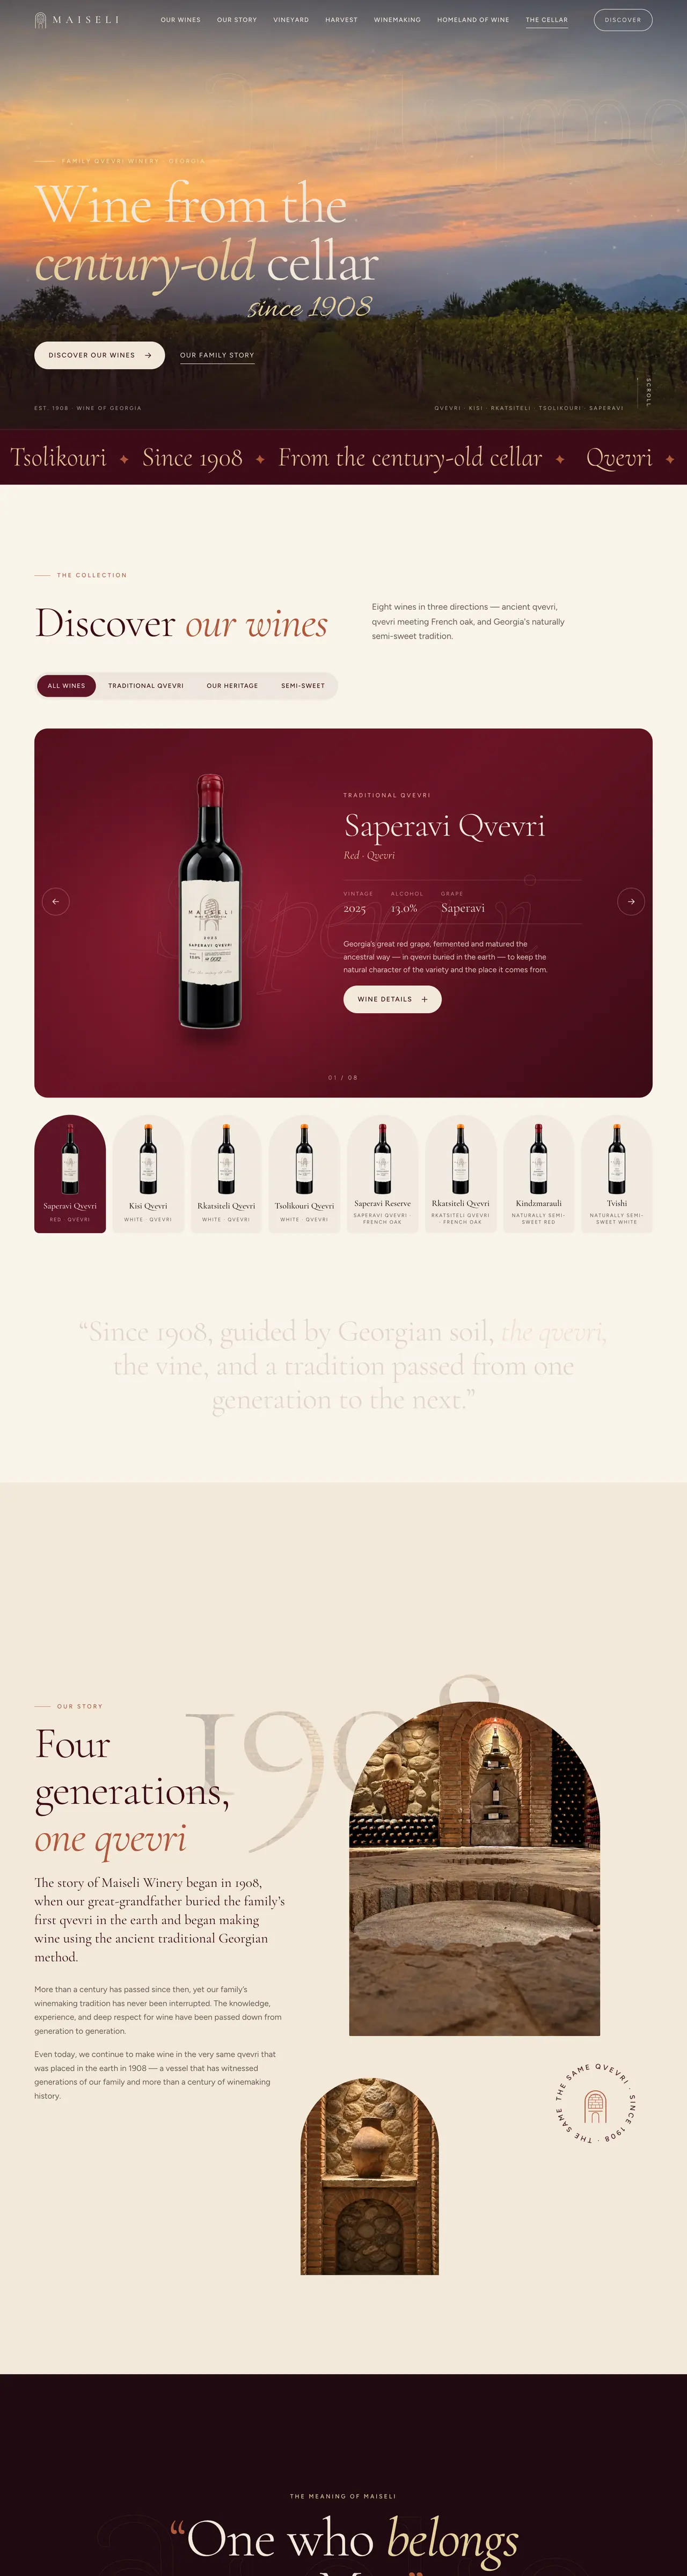 MAISELI
OUR WINES OUR STORY VINEYARD HARVEST WINEMAKING HOMELAND OF WINE THE CELLAR DISCOVER
FAMILY QVEVRI WINERY · GEORGIA
Wine from the
century-old cellar
since 1908
DISCOVER OUR WINES → OUR FAMILY STORY
EST. 1908 · WINE OF GEORGIA
QVEVRI · KISI · RKATSITELI · TSOLIKOURI · SAPERAVI
SCROLL
Tsolikouri ✦ Since 1908 ✦ From the century-old cellar ✦ Qvevri ✦
THE COLLECTION
Discover our wines
Eight wines in three directions — ancient qvevri,
qvevri meeting French oak, and Georgia's naturally
semi-sweet tradition.
ALL WINES TRADITIONAL QVEVRI OUR HERITAGE SEMI-SWEET
TRADITIONAL QVEVRI
Saperavi Qvevri
Red · Qvevri
VINTAGE ALCOHOL GRAPE
2025 13.0% Saperavi
Georgia's great red grape, fermented and matured the
ancestral way — in qvevri buried in the earth — to keep the
natural character of the variety and the place it comes from.
WINE DETAILS +
MAISELI
2025
SAPERAVI QVEVRI
← →
01 / 08
Saperavi Qvevri
RED · QVEVRI
Kisi Qvevri
WHITE · QVEVRI
Rkatsiteli Qvevri
WHITE · QVEVRI
Tsolikouri Qvevri
WHITE · QVEVRI
Saperavi Reserve
SAPERAVI QVEVRI ·
FRENCH OAK
Rkatsiteli Qvevri
RKATSITELI QVEVRI
· FRENCH OAK
Kindzmarauli
NATURALLY SEMI-
SWEET RED
Tvishi
NATURALLY SEMI-
SWEET WHITE
“Since 1908, guided by Georgian soil, the qvevri,
the vine, and a tradition passed from one
generation to the next.”
1908
OUR STORY
Four
generations,
one qvevri
The story of Maiseli Winery began in 1908,
when our great-grandfather buried the family’s
first qvevri in the earth and began making
wine using the ancient traditional Georgian
method.
More than a century has passed since then, yet our family’s
winemaking tradition has never been interrupted. The knowledge,
experience, and deep respect for wine have been passed down from
generation to generation.
Even today, we continue to make wine in the very same qvevri that
was placed in the earth in 1908 — a vessel that has witnessed
generations of our family and more than a century of winemaking
history.
THE SAME QVEVRI · SINCE 1908 · THE SAME
THE MEANING OF MAISELI
“One who belongs